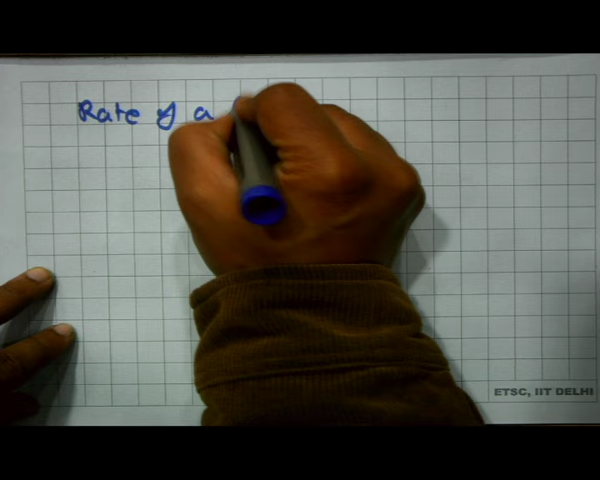 Rate of a
ETSC, IIT DELHI